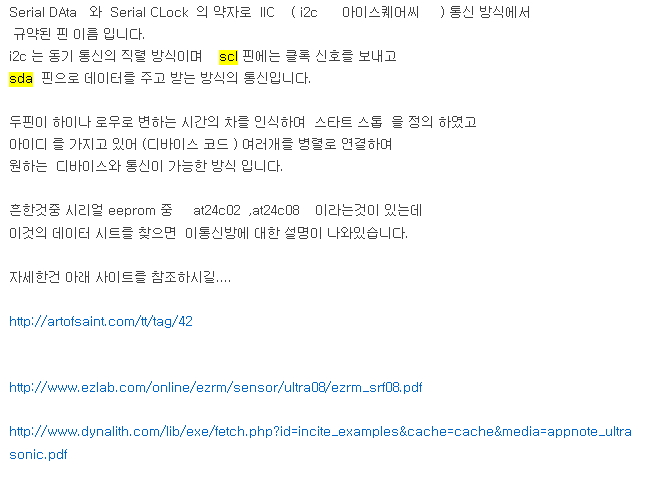 Serial DAta 와 Serial CLock 의 약자로 IIC ( i2c 아이스퀘어씨 ) 통신 방식에서
규약된 핀 이름 입니다.
i2c 는 동기 통신의 직렬 방식이며 scl 핀에는 클록 신호를 보내고
sda 핀으로 데이터를 주고 받는 방식의 통신입니다.
두핀이 하이나 로우로 변하는 시간의 차를 인식하여 스타트 스톱 을 정의 하였고
아이디 를 가지고 있어 (디바이스 코드 ) 여러개를 병렬로 연결하여
원하는 디바이스와 통신이 가능한 방식 입니다.
흔한것중 시리얼 eeprom 중 at24c02 ,at24c08 이라는것이 있는데
이것의 데이터 시트를 찾으면 이통신방에 대한 설명이 나와있습니다.
자세한건 아래 사이트를 참조하시길....
http://artofsaint.com/tt/tag/42
http://www.ezlab.com/online/ezrm/sensor/ultra08/ezrm_srf08.pdf
http://www.dynalith.com/lib/exe/fetch.php?id=incite_examples&cache=cache&media=appnote_ultra
sonic.pdf